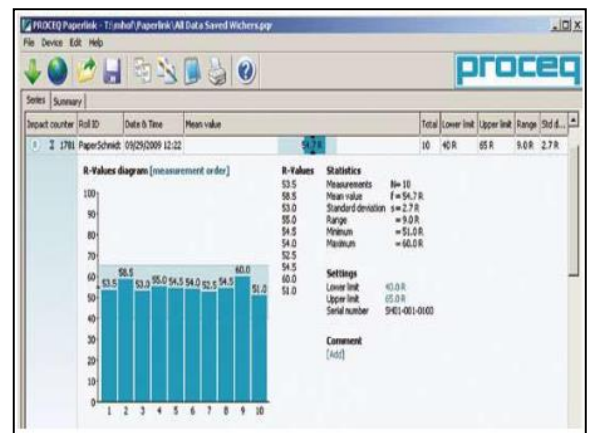 PROCEQ Paperlink - T:\mhof\Paperlink\All Data Saved Wichers.pqr
File Device Edit Help
proceq
Series Summary
Impact counter Roll ID Date & Time Mean value Total Lower limit Upper limit Range Std d...
1781 PaperSchmidt 09/29/2009 12:22 54.7 R 10 40 R 65 R 9.0 R 2.7 R
R-Values diagram [measurement order]
100
90
80
70
60
50
40
30
20
10
0
53.5 58.5 53.0 55.0 54.5 54.0 52.5 54.5 60.0 51.0
1 2 3 4 5 6 7 8 9 10
R-Values
53.5
58.5
53.0
55.0
54.5
54.0
52.5
54.5
60.0
51.0
Statistics
Measurements N= 10
Mean value = 54.7 R
Standard deviation s= 2.7 R
Range = 9.0 R
Minimum = 51.0 R
Maximum = 60.0 R
Settings
Lower limit 40.0 R
Upper limit 65.0 R
Serial number SH01-001-0100
Comment
[Add]